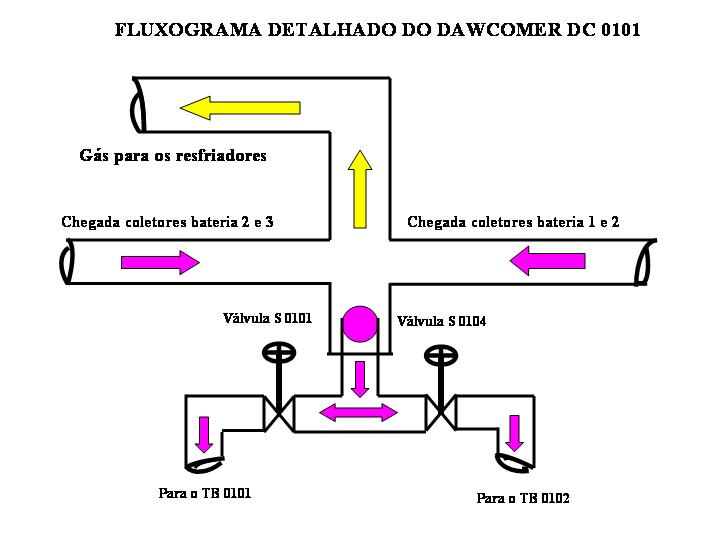 FLUXOGRAMA DETALHADO DO DAWCOMER DC 0101
Gás para os resfriadores
Chegada coletores bateria 2 e 3
Chegada coletores bateria 1 e 2
Válvula S 0101
Válvula S 0104
Para o TB 0101
Para o TB 0102